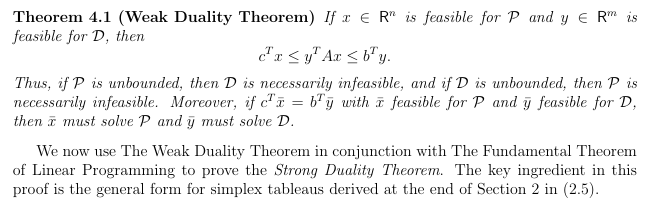 Theorem 4.1 (Weak Duality Theorem) If x ∈ Rⁿ is feasible for 𝒫 and y ∈ Rᵐ is
feasible for 𝒟, then
cᵀx ≤ yᵀAx ≤ bᵀy.
Thus, if 𝒫 is unbounded, then 𝒟 is necessarily infeasible, and if 𝒟 is unbounded, then 𝒫 is
necessarily infeasible. Moreover, if cᵀx̄ = bᵀȳ with x̄ feasible for 𝒫 and ȳ feasible for 𝒟,
then x̄ must solve 𝒫 and ȳ must solve 𝒟.
We now use The Weak Duality Theorem in conjunction with The Fundamental Theorem
of Linear Programming to prove the Strong Duality Theorem. The key ingredient in this
proof is the general form for simplex tableaus derived at the end of Section 2 in (2.5).